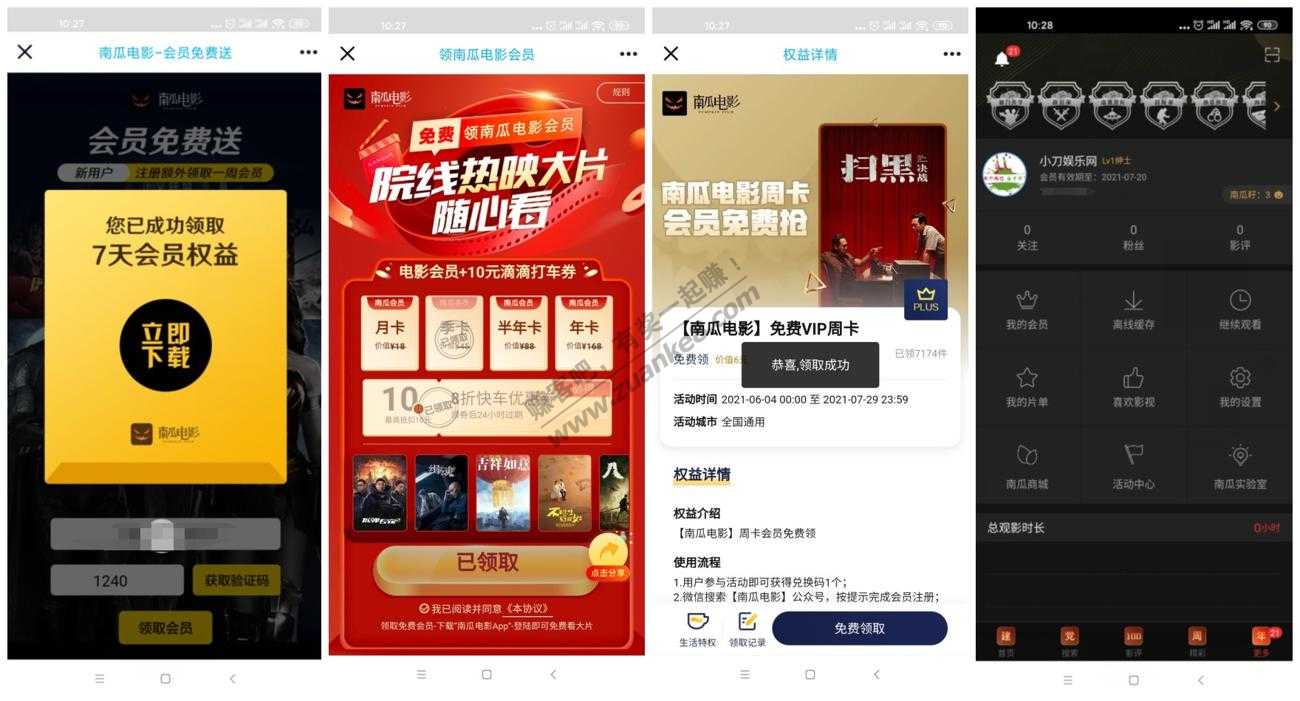 10:27
南瓜电影-会员免费送
南瓜电影
会员免费送
新用户 注册额外领取一周会员
您已成功领取
7天会员权益
立即
下载
南瓜电影
1240
获取验证码
领取会员
10:27
领南瓜电影会员
南瓜电影
规则
免费 领南瓜电影会员
院线热映大片
随心看
电影会员+10元滴滴打车券
南瓜会员 南瓜会员 南瓜会员 南瓜会员
月卡 季卡 半年卡 年卡
价值¥18 价值¥45 价值¥88 价值¥168
已领取
10 8折快车优惠
最高抵扣10元 领券后24小时过期
已领取
吉祥如意
已领取
点击分享
我已阅读并同意《本协议》
领取免费会员-下载"南瓜电影App"-登陆即可免费看大片
10:27
权益详情
南瓜电影
PUMPKIN FILM
南瓜电影周卡
会员免费抢
扫黑 决战
PLUS
【南瓜电影】免费VIP周卡
免费领 价值6元
已领7174件
恭喜,领取成功
活动时间 2021-06-04 00:00 至 2021-07-29 23:59
活动城市 全国通用
权益详情
权益介绍
【南瓜电影】周卡会员免费领
使用流程
1.用户参与活动即可获得兑换码1个；
2.微信搜索【南瓜电影】公众号，按提示完成会员注册；
生活特权 领取记录 免费领取
10:28
90
21
小刀娱乐网 Lv1绅士
会员有效期至：2021-07-20
南瓜籽：3
0 0 0
关注 粉丝 影评
我的会员 离线缓存 继续观看
我的片单 喜欢影视 我的设置
南瓜商城 活动中心 南瓜实验室
总观影时长 0小时
建 党 100 周 年 21
首页 搜索 影评 精彩 更多
赚客吧，有奖一起赚！
www.zuanke8.com